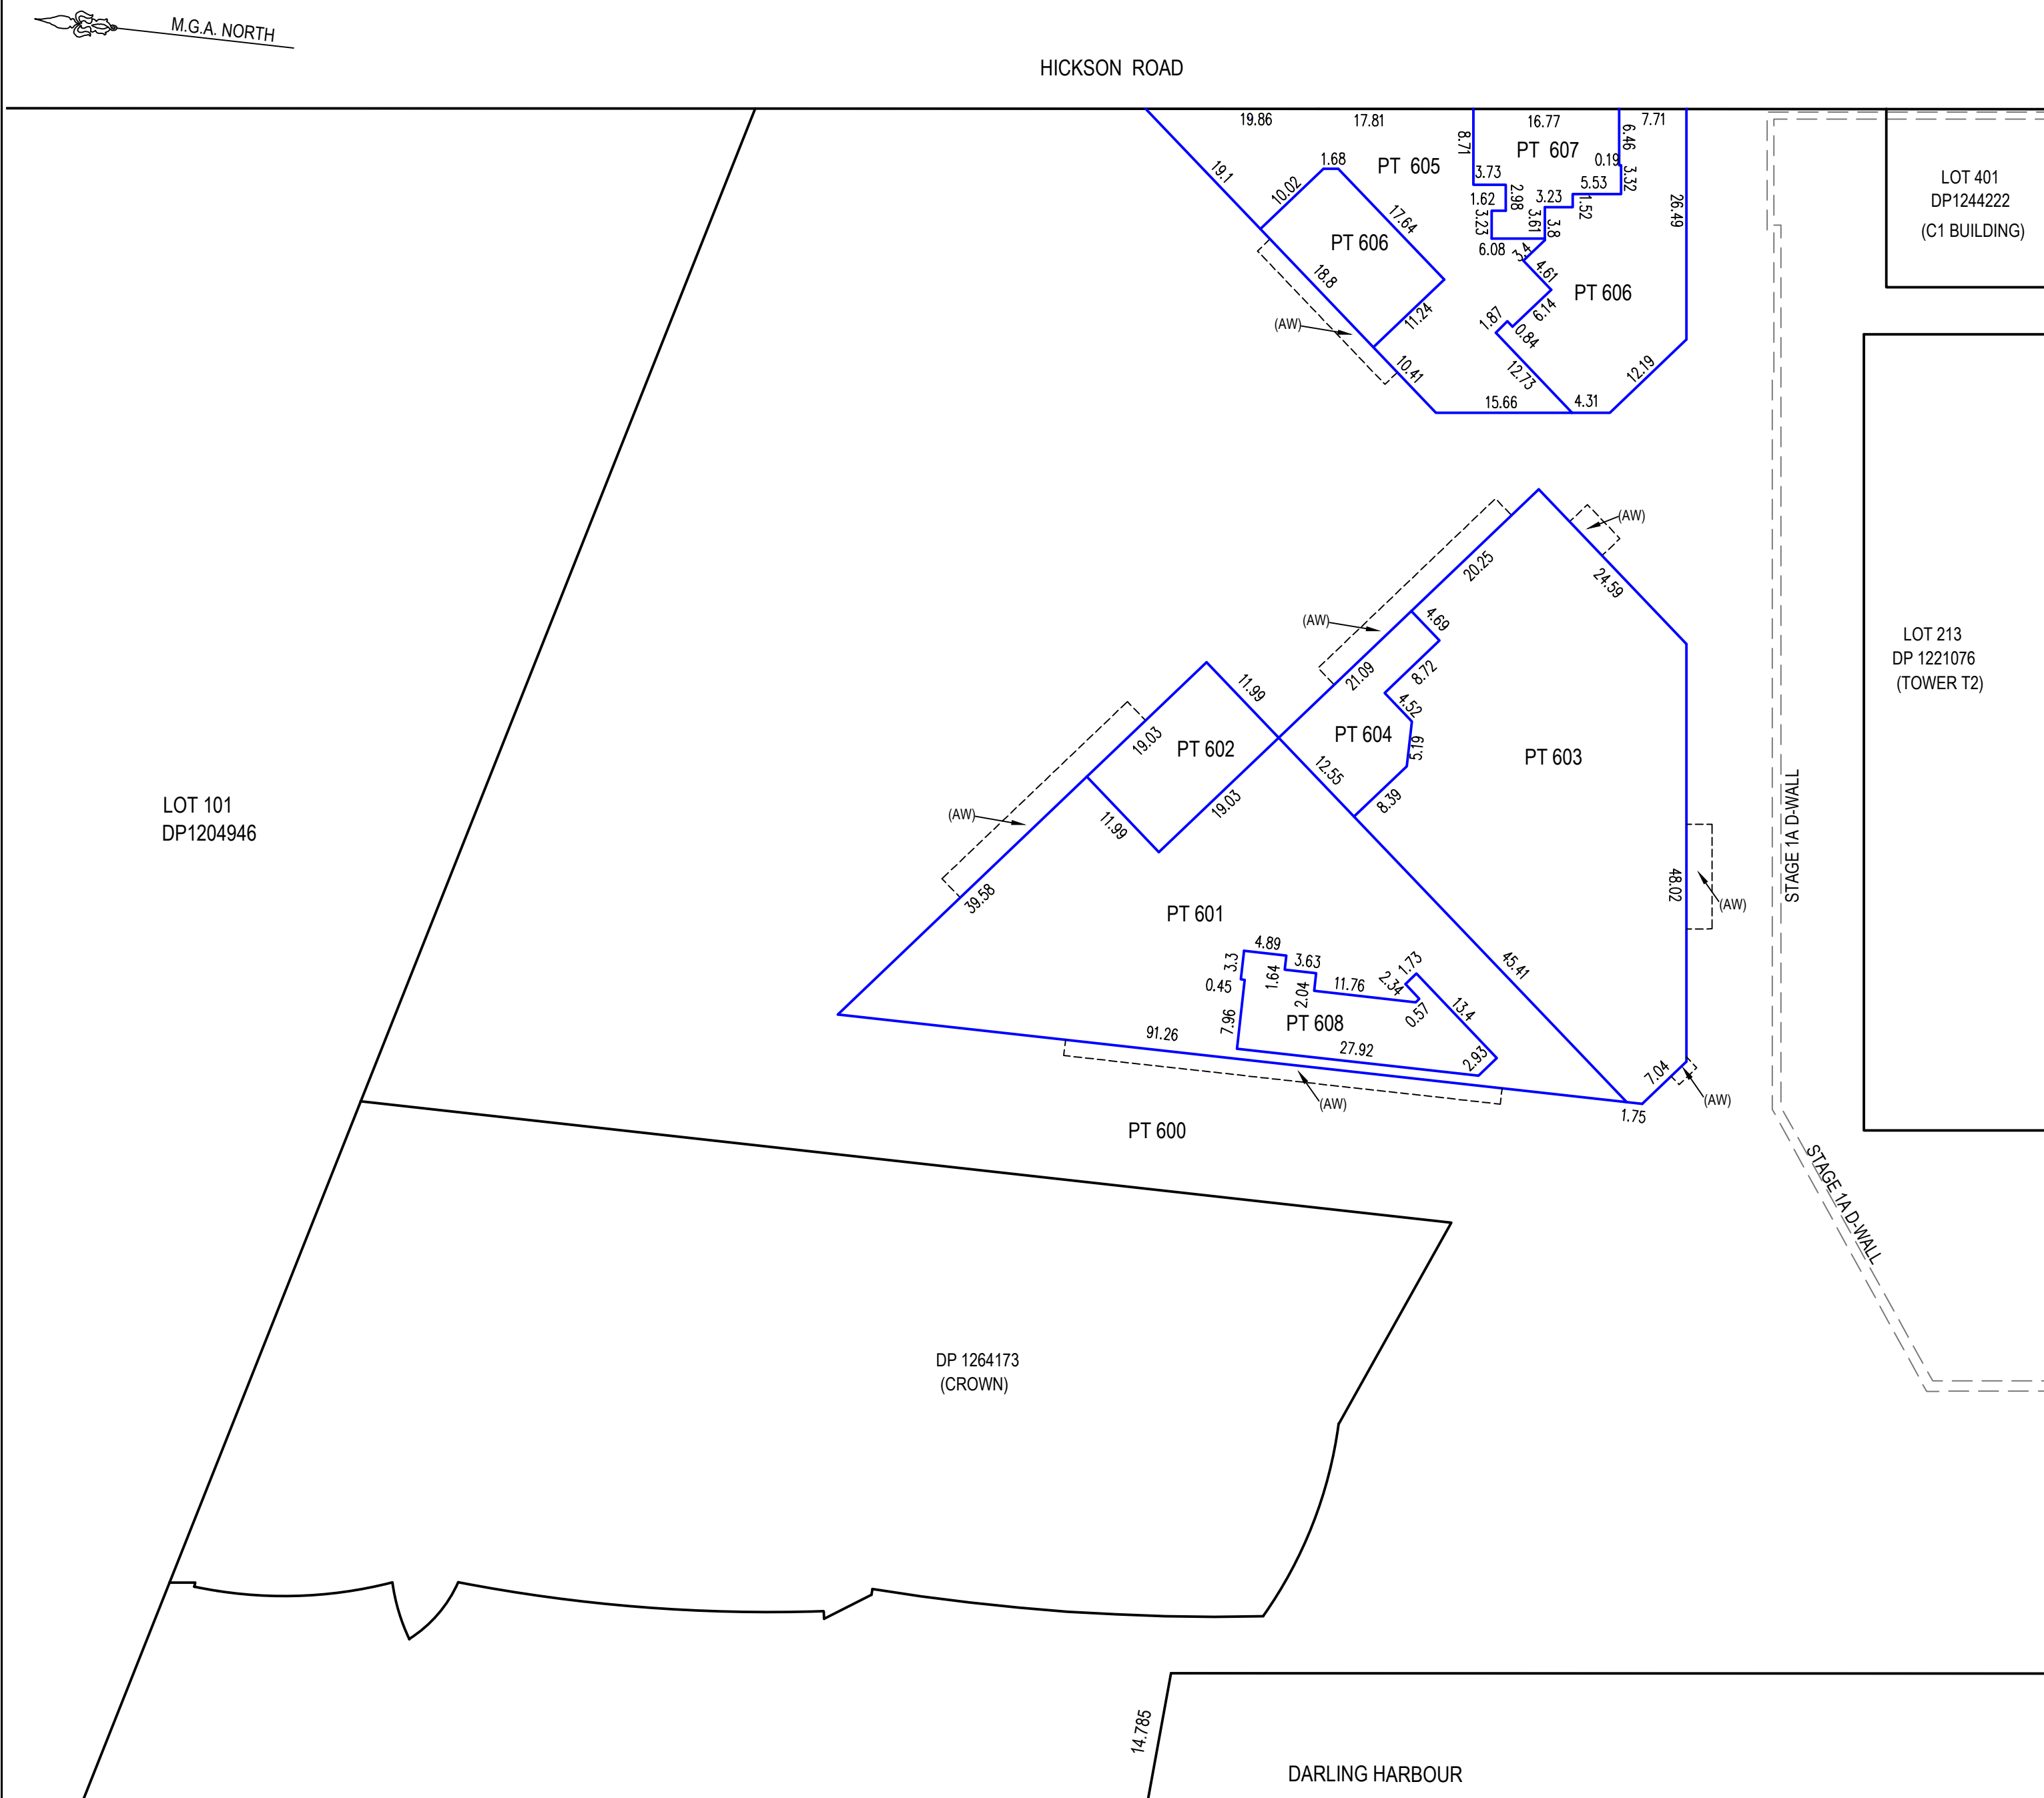 M.G.A. NORTH
HICKSON ROAD
19.86
17.81
16.77
7.71
8.71
6.46
PT 607
0.19
3.32
19.1
1.68
PT 605
3.73
5.53
10.02
1.62
2.98
3.23
1.52
26.49
17.64
3.23
3.61
3.8
PT 606
6.08
3.4
4.61
18.8
PT 606
11.24
1.87
6.14
0.84
(AW)
10.41
12.73
12.19
15.66
4.31
LOT 401
DP1244222
(C1 BUILDING)
(AW)
20.25
24.59
(AW)
4.69
21.09
8.72
11.99
4.52
19.03
PT 602
PT 604
5.19
PT 603
12.55
8.39
19.03
(AW)
11.99
LOT 213
DP 1221076
(TOWER T2)
STAGE 1A D-WALL
LOT 101
DP1204946
39.58
48.02
(AW)
PT 601
4.89
3.3
1.64
3.63
1.73
45.41
0.45
2.04
11.76
2.34
0.57
13.4
7.96
PT 608
91.26
27.92
2.93
7.04
(AW)
(AW)
1.75
PT 600
STAGE 1A D-WALL
DP 1264173
(CROWN)
14.785
DARLING HARBOUR